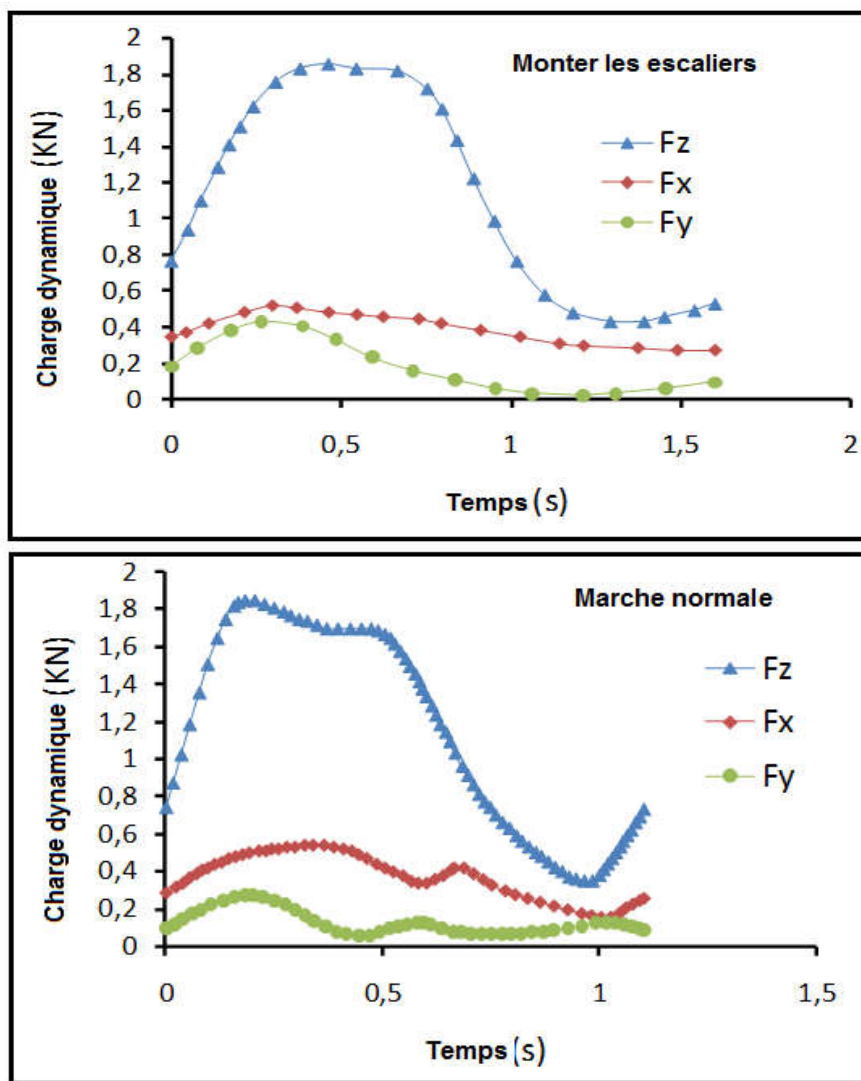 Monter les escaliers
Charge dynamique (KN)
2
1,8
1,6
1,4
1,2
1
0,8
0,6
0,4
0,2
0
Fz
Fx
Fy
0 0,5 1 1,5 2
Temps (s)
Marche normale
Charge dynamique (KN)
2
1,8
1,6
1,4
1,2
1
0,8
0,6
0,4
0,2
0
Fz
Fx
Fy
0 0,5 1 1,5
Temps (s)